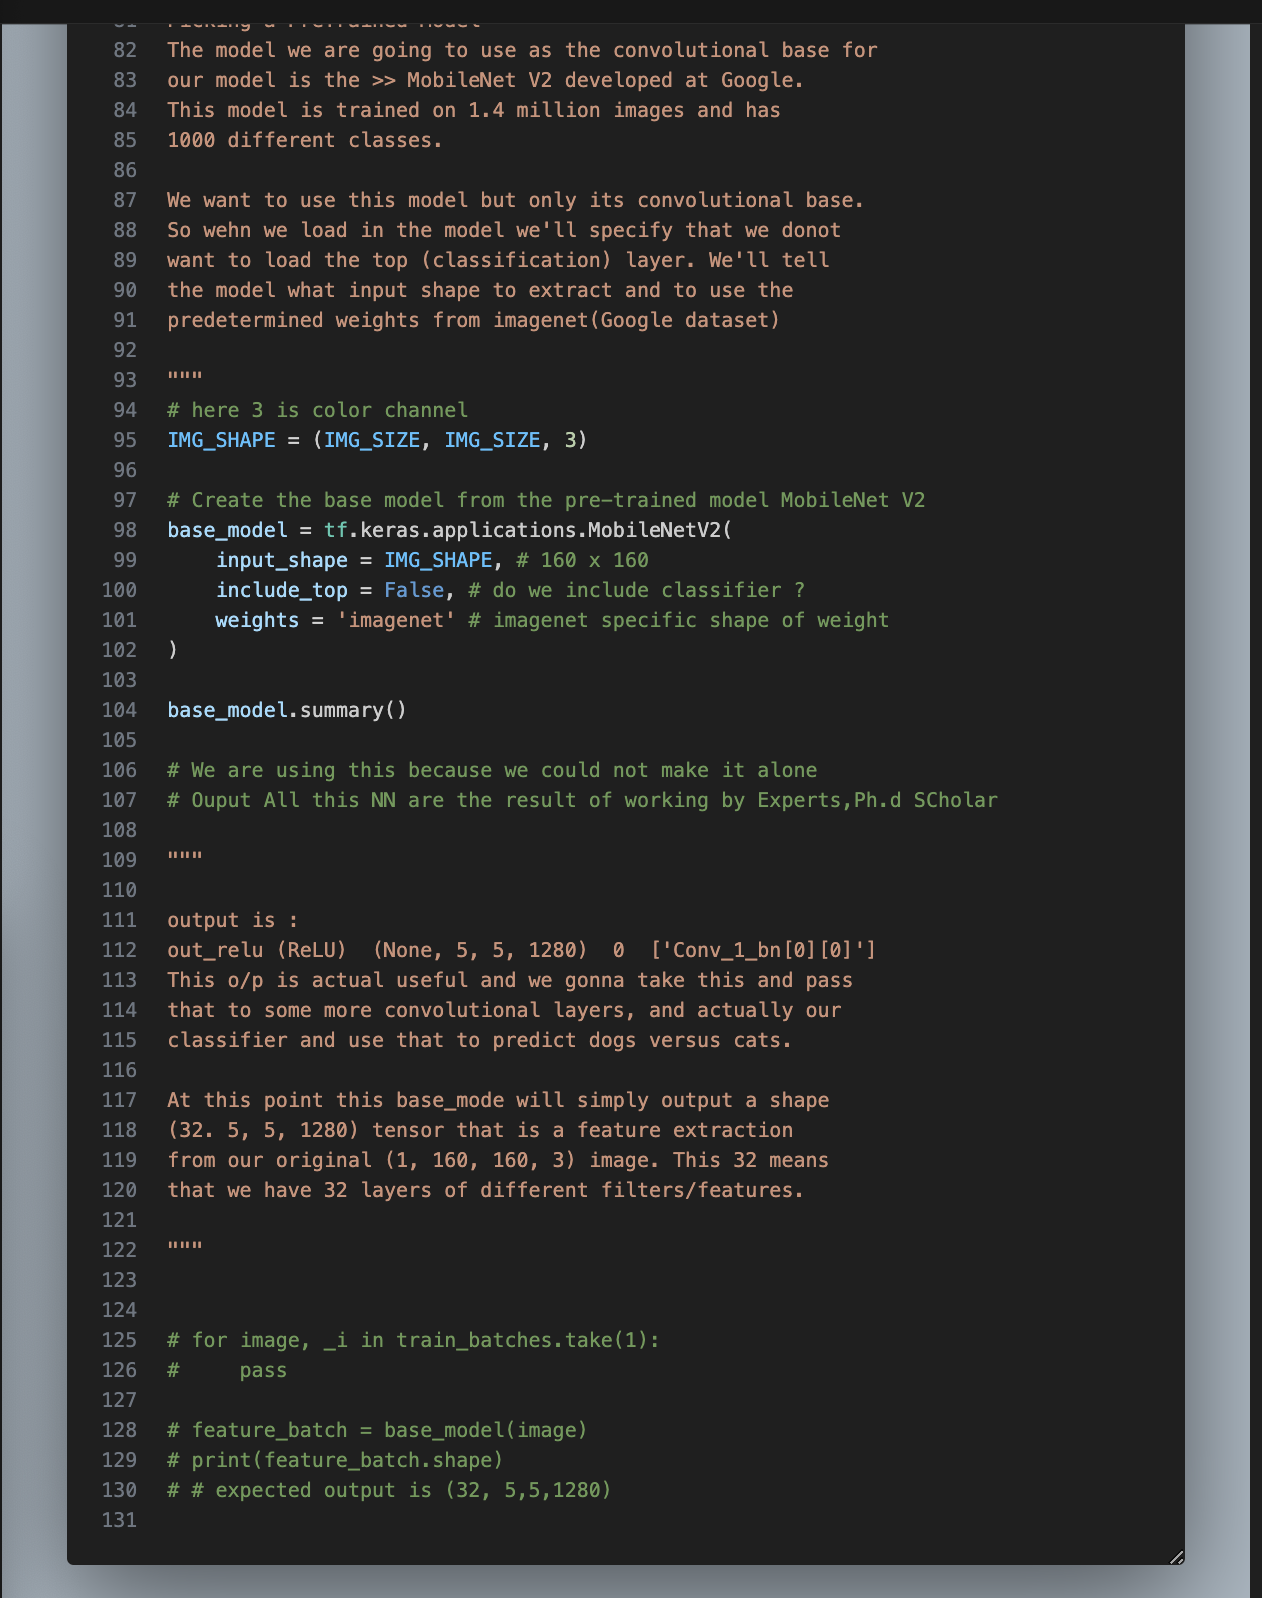 81 Picking a PreTrained Model
82 The model we are going to use as the convolutional base for
83 our model is the >> MobileNet V2 developed at Google.
84 This model is trained on 1.4 million images and has
85 1000 different classes.
86
87 We want to use this model but only its convolutional base.
88 So wehn we load in the model we'll specify that we donot
89 want to load the top (classification) layer. We'll tell
90 the model what input shape to extract and to use the
91 predetermined weights from imagenet(Google dataset)
92
93 """
94 # here 3 is color channel
95 IMG_SHAPE = (IMG_SIZE, IMG_SIZE, 3)
96
97 # Create the base model from the pre-trained model MobileNet V2
98 base_model = tf.keras.applications.MobileNetV2(
99     input_shape = IMG_SHAPE, # 160 x 160
100     include_top = False, # do we include classifier ?
101     weights = 'imagenet' # imagenet specific shape of weight
102 )
103
104 base_model.summary()
105
106 # We are using this because we could not make it alone
107 # Ouput All this NN are the result of working by Experts,Ph.d SCholar
108
109 """
110
111 output is :
112 out_relu (ReLU)  (None, 5, 5, 1280)  0  ['Conv_1_bn[0][0]']
113 This o/p is actual useful and we gonna take this and pass
114 that to some more convolutional layers, and actually our
115 classifier and use that to predict dogs versus cats.
116
117 At this point this base_mode will simply output a shape
118 (32. 5, 5, 1280) tensor that is a feature extraction
119 from our original (1, 160, 160, 3) image. This 32 means
120 that we have 32 layers of different filters/features.
121
122 """
123
124
125 # for image, _i in train_batches.take(1):
126 #     pass
127
128 # feature_batch = base_model(image)
129 # print(feature_batch.shape)
130 # # expected output is (32, 5,5,1280)
131